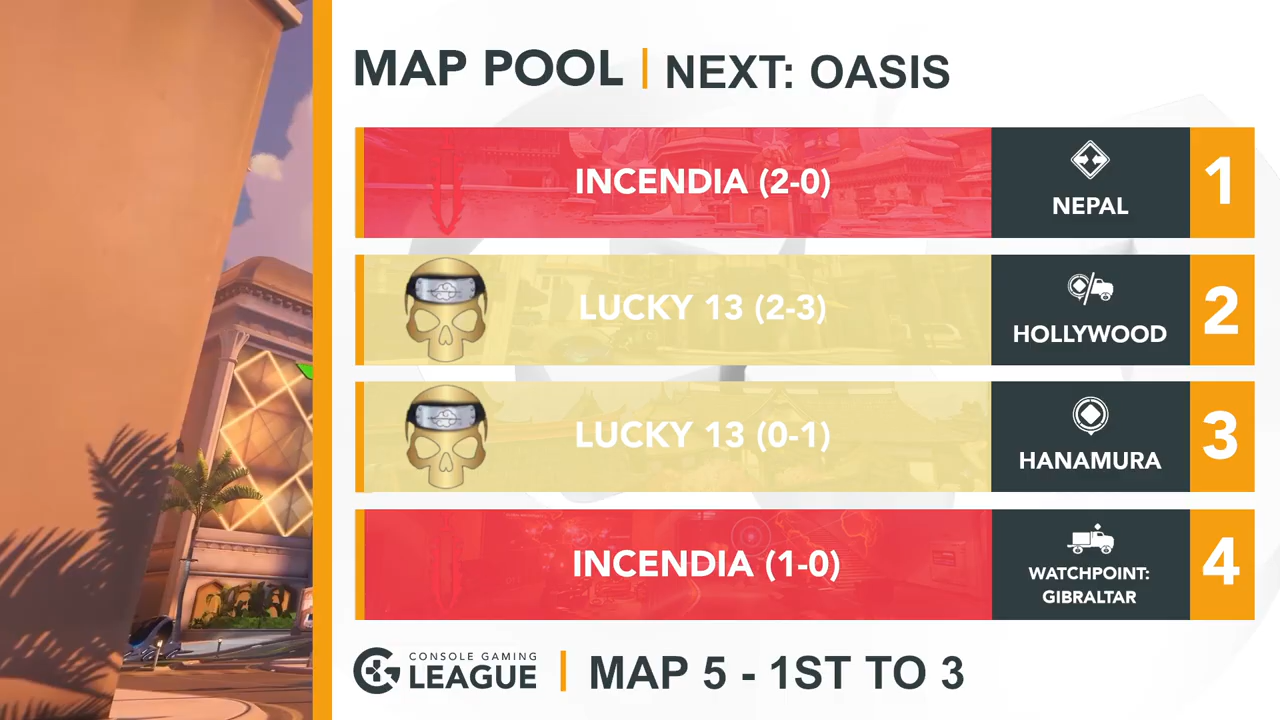 MAP POOL | NEXT: OASIS
INCENDIA (2-0) NEPAL 1
LUCKY 13 (2-3) HOLLYWOOD 2
LUCKY 13 (0-1) HANAMURA 3
INCENDIA (1-0) WATCHPOINT: GIBRALTAR 4
CONSOLE GAMING LEAGUE | MAP 5 - 1ST TO 3